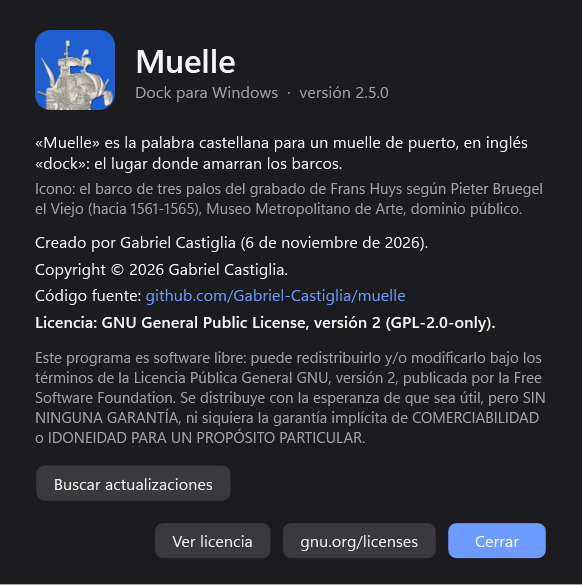 Muelle
Dock para Windows · versión 2.5.0
«Muelle» es la palabra castellana para un muelle de puerto, en inglés
«dock»: el lugar donde amarran los barcos.
Icono: el barco de tres palos del grabado de Frans Huys según Pieter Bruegel
el Viejo (hacia 1561-1565), Museo Metropolitano de Arte, dominio público.
Creado por Gabriel Castiglia (6 de noviembre de 2026).
Copyright © 2026 Gabriel Castiglia.
Código fuente: github.com/Gabriel-Castiglia/muelle
Licencia: GNU General Public License, versión 2 (GPL-2.0-only).
Este programa es software libre: puede redistribuirlo y/o modificarlo bajo los
términos de la Licencia Pública General GNU, versión 2, publicada por la Free
Software Foundation. Se distribuye con la esperanza de que sea útil, pero SIN
NINGUNA GARANTÍA, ni siquiera la garantía implícita de COMERCIABILIDAD
o IDONEIDAD PARA UN PROPÓSITO PARTICULAR.
Buscar actualizaciones
Ver licencia
gnu.org/licenses
Cerrar